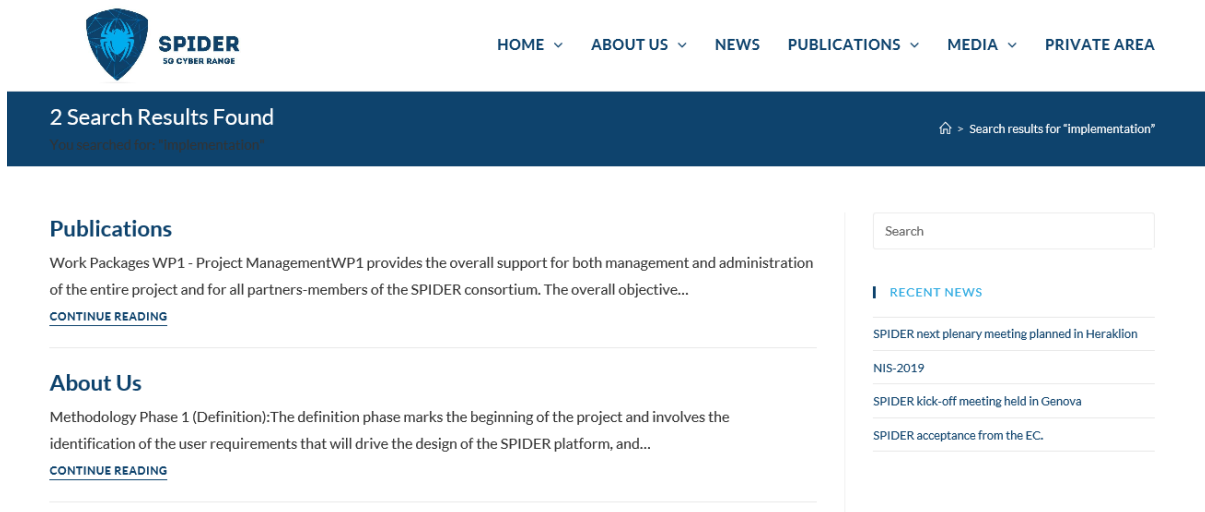 SPIDER
5G CYBER RANGE
HOME ABOUT US NEWS PUBLICATIONS MEDIA PRIVATE AREA
2 Search Results Found
You searched for: "implementation"
> Search results for "implementation"
Publications
Work Packages WP1 - Project ManagementWP1 provides the overall support for both management and administration
of the entire project and for all partners-members of the SPIDER consortium. The overall objective...
CONTINUE READING
About Us
Methodology Phase 1 (Definition):The definition phase marks the beginning of the project and involves the
identification of the user requirements that will drive the design of the SPIDER platform, and...
CONTINUE READING
Search
RECENT NEWS
SPIDER next plenary meeting planned in Heraklion
NIS-2019
SPIDER kick-off meeting held in Genova
SPIDER acceptance from the EC.